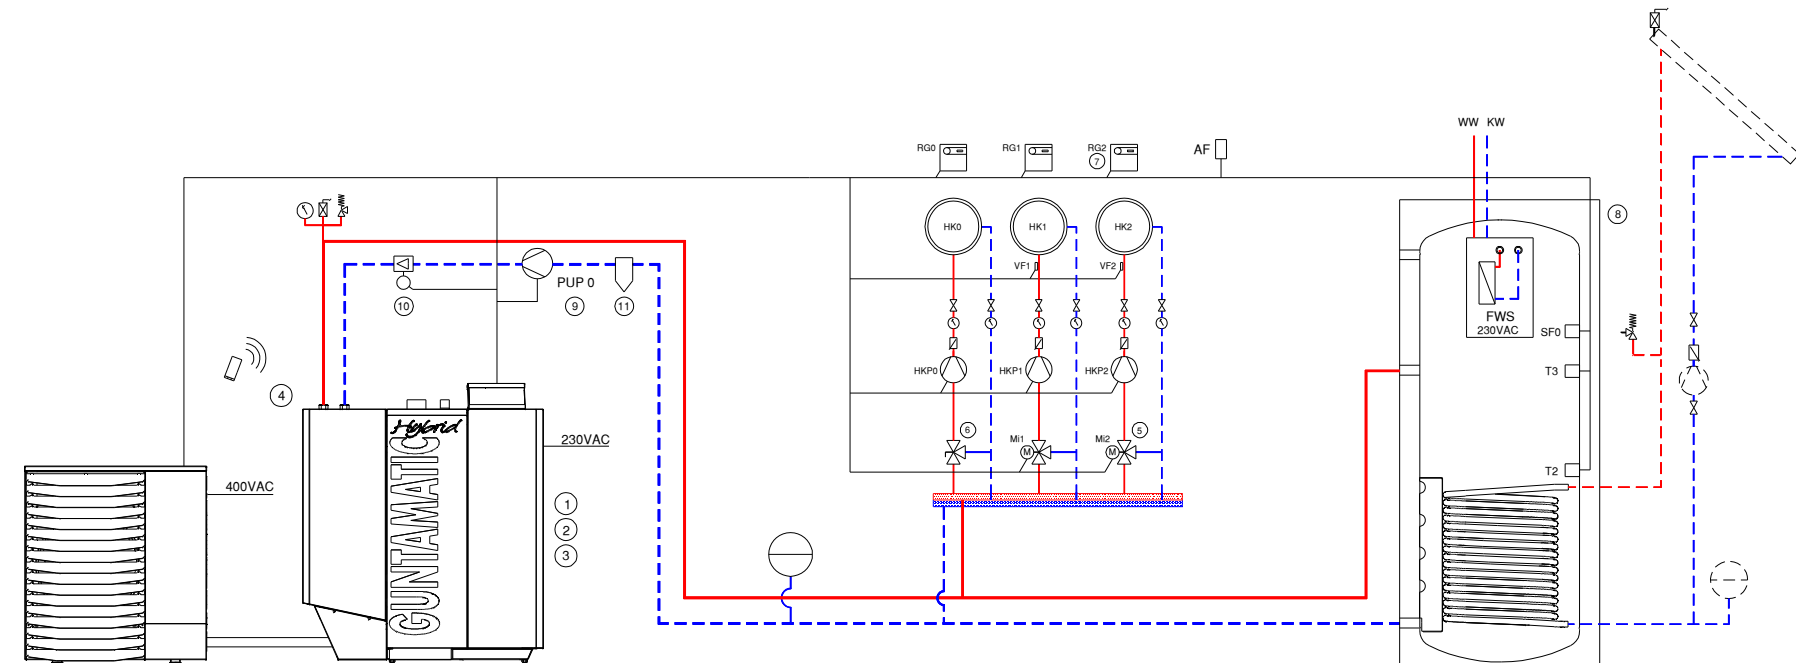 WW KW
RG0
RG1
RG2
7
AF
8
HK0
HK1
HK2
VF1
VF2
PUP 0
10
9
11
FWS
230VAC
SF0
T3
T2
HKP0
HKP1
HKP2
4
Hybrid
GUNTAMATIC
230VAC
400VAC
6
Mi1
M
Mi2
M
5
1
2
3